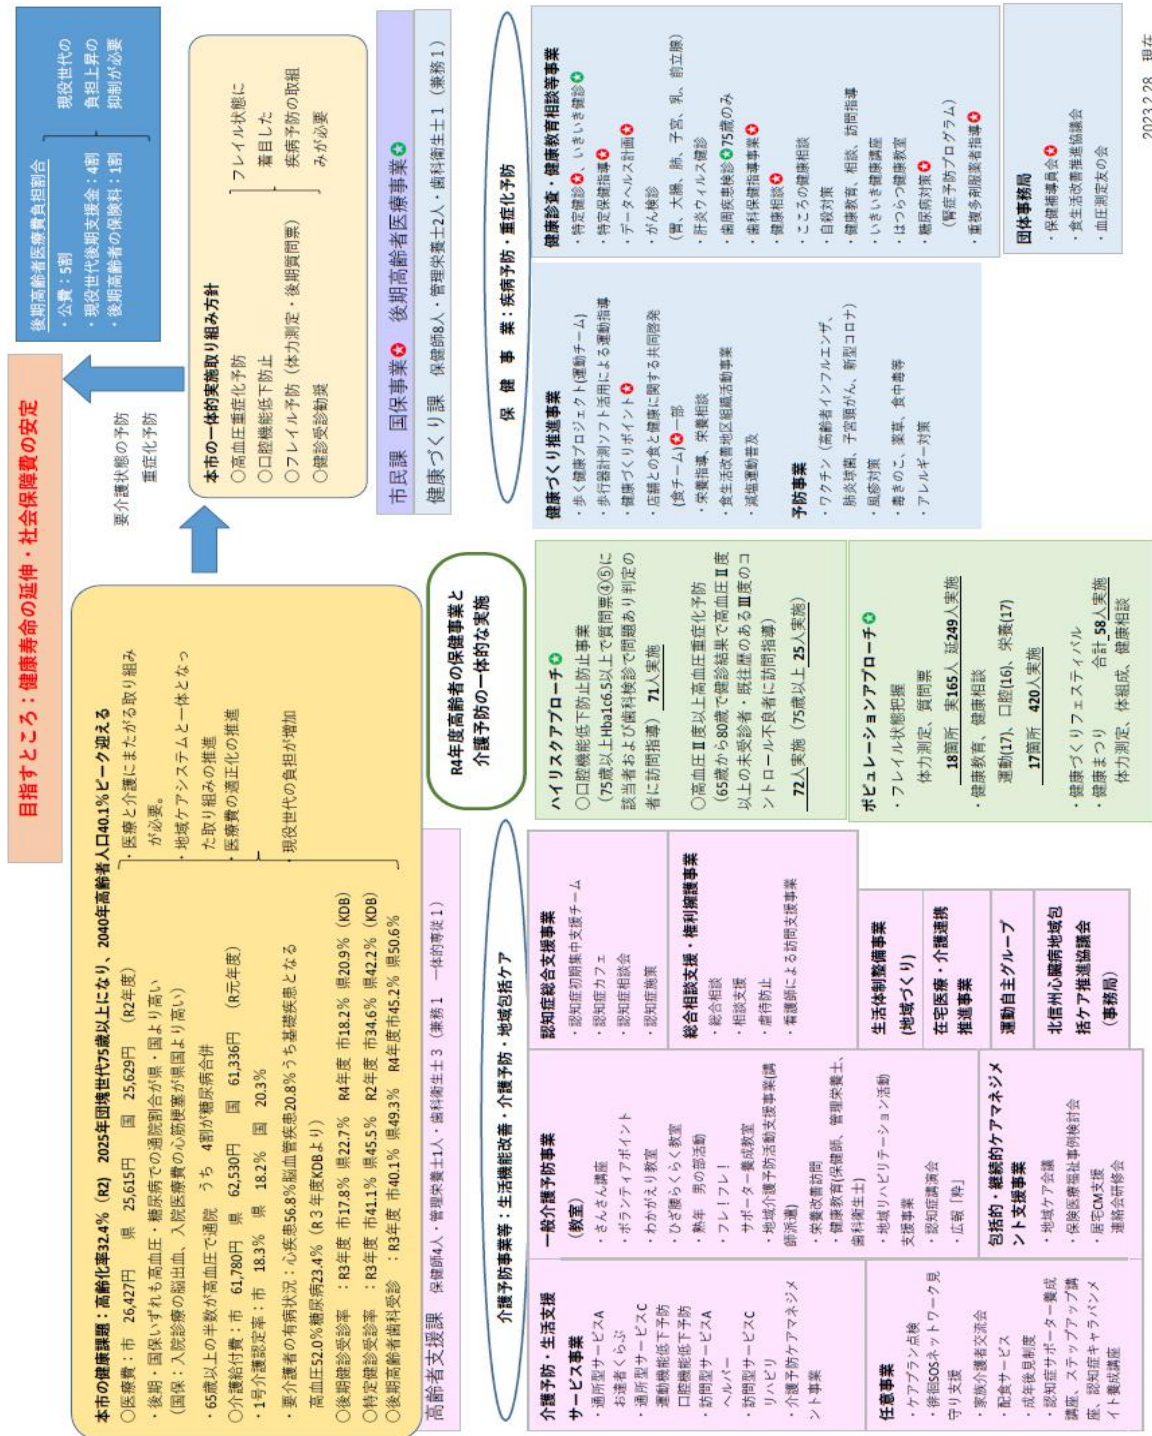 目指すところ：健康寿命の延伸・社会保障費の安定
本市の健康課題：高齢化率32.4%（R2） 2025年団塊世代75歳以上になり、2040年高齢者人口40.1%ピーク迎える
〇医療費：市 26,427円 県 25,615円 国 25,629円 （R2年度）
・後期・国保いずれも高血圧・糖尿病での通院割合が県・国より高い
（国保：入院診療の脳出血、入院医療費の心筋梗塞が県国より高い）
・65歳以上の半数が高血圧で通院 うち 4割が糖尿病合併
〇介護給付費：市 61,780円 県 62,530円 国 61,336円 （R元年度）
・1号介護認定率：市 18.3% 県 18.2% 国 20.3%
・要介護者の有病状況：心疾患56.8%脳血管疾患20.8%うち基礎疾患となる
高血圧52.0%糖尿病23.4%（R３年度KDBより）
〇後期健診受診率 ：R3年度 市17.8% 県22.7% R4年度 市18.2% 県20.9%（KDB）
〇特定健診受診率 ：R3年度 市41.1% 県45.5% R2年度 市34.6% 県42.2%（KDB）
〇後期高齢者歯科受診 ：R3年度 市40.1% 県49.3% R4年度市45.2% 県50.6%
・医療と介護にまたがる取り組み
が必要。
・地域ケアシステムと一体となっ
た取り組みの推進
・医療費の適正化の推進
・現役世代の負担が増加
要介護状態の予防
重症化予防
後期高齢者医療費負担割合
・公費：5割
・現役世代後期支援金：4割
・後期高齢者の保険料：1割
現役世代の
負担上昇の
抑制が必要
本市の一体的実施取り組み方針
〇高血圧重症化予防
〇口腔機能低下防止
〇フレイル予防（体力測定・後期質問票）
〇健診受診勧奨
フレイル状態に
着目した
疾病予防の取組
みが必要
高齢者支援課 保健師4人・管理栄養士1人・歯科衛生士３（兼務１ 一体的専従１）
R4年度高齢者の保健事業と
介護予防の一体的な実施
市民課 国保事業✪ 後期高齢者医療事業✪
健康づくり課 保健師8人・管理栄養士2人・歯科衛生士１（兼務１）
介護予防事業等：生活機能改善・介護予防・地域包括ケア
介護予防・生活支援
サービス事業
・通所型サービスA
お達者くらぶ
・通所型サービスC
運動機能低下予防
口腔機能低下予防
・訪問型サービスA
ヘルパー
・訪問型サービスC
リハビリ
・介護予防ケアマネジメ
ント事業
任意事業
・ケアプラン点検
・徘徊SOSネットワーク見
守り支援
・家族介護者交流会
・配食サービス
・成年後見制度
・認知症サポーター養成
講座、ステップアップ講
座、認知症キャラバンメ
イト養成講座
一般介護予防事業
（教室）
・さんさん講座
・ボランティアポイント
・わかがえり教室
・ひざ腰らくらく教室
・熟年 男の部活動
・フレ！フレ！
・サポーター養成教室
・地域介護予防活動支援事業(講
師派遣)
・栄養改善訪問
・健康教育(保健師、管理栄養士、
歯科衛生士)
・地域リハビリテーション活動
支援事業
・認知症講演会
・広報「粋」
包括的・継続的ケアマネジメ
ント支援事業
・地域ケア会議
・保険医療福祉事例検討会
・居宅CM支援
連絡会研修会
認知症総合支援事業
・認知症初期集中支援チーム
・認知症カフェ
・認知症相談会
・認知症施策
総合相談支援・権利擁護事業
・総合相談
・相談支援
・虐待防止
・看護師による訪問支援事業
生活体制整備事業
（地域づくり）
在宅医療・介護連携
推進事業
運動自主グループ
北信州心臓病地域包
括ケア推進協議会
（事務局）
ハイリスクアプローチ✪
〇口腔機能低下防止防止事業
（75歳以上Hba1c6.5以上で質問票④⑤に
該当者および歯科検診で問題あり判定の
者に訪問指導） 71人実施
〇高血圧Ⅱ度以上高血圧重症化予防
（65歳から80歳で健診結果で高血圧Ⅱ度
以上の未受診者・既往歴のあるⅢ度のコ
ントロール不良者に訪問指導）
72人実施（75歳以上 25人実施）
ポピュレーションアプローチ✪
・フレイル状態把握
体力測定、質問票
18箇所 実165人 延249人実施
・健康教育、健康相談
運動(17)、口腔(16)、栄養(17)
17箇所 420人実施
・健康づくりフェスティバル
・健康まつり 合計 58人実施
体力測定、体組成、健康相談
保 健 事 業：疾病予防・重症化予防
健康づくり推進事業
・歩く健康プロジェクト(運動チーム)
・歩行器計測ソフト活用による運動指導
・健康づくりポイント✪
・店舗との食と健康に関する共同啓発
(食チーム)✪一部
・栄養指導、栄養相談
・食生活改善地区組織活動事業
・減塩運動普及
予防事業
・ワクチン（高齢者インフルエンザ、
肺炎球菌、子宮頸がん、新型コロナ）
・風疹対策
・毒きのこ、薬草、食中毒等
・アレルギー対策
健康診査・健康教育相談等事業
・特定健診✪、いきいき健診✪
・特定保健指導✪
・データヘルス計画✪
・がん検診
（胃、大腸、肺、子宮、乳、前立腺）
・肝炎ウィルス健診
・歯周疾患検診✪75歳のみ
・歯科保健指導事業✪
・健康相談✪
・こころの健康相談
・自殺対策
・健康教育、相談、訪問指導
・いきいき健康講座
・はつらつ健康教室
・糖尿病対策✪
（腎症予防プログラム）
・重複多剤服薬者指導✪
団体事務局
・保健補導員会✪
・食生活改善推進協議会
・血圧測定友の会
2023.2.28 現在